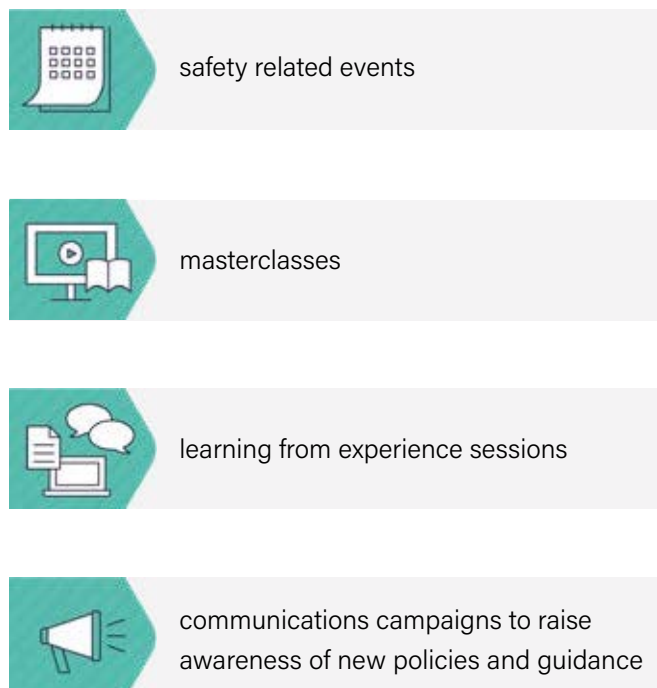 safety related events
masterclasses
learning from experience sessions
communications campaigns to raise
awareness of new policies and guidance